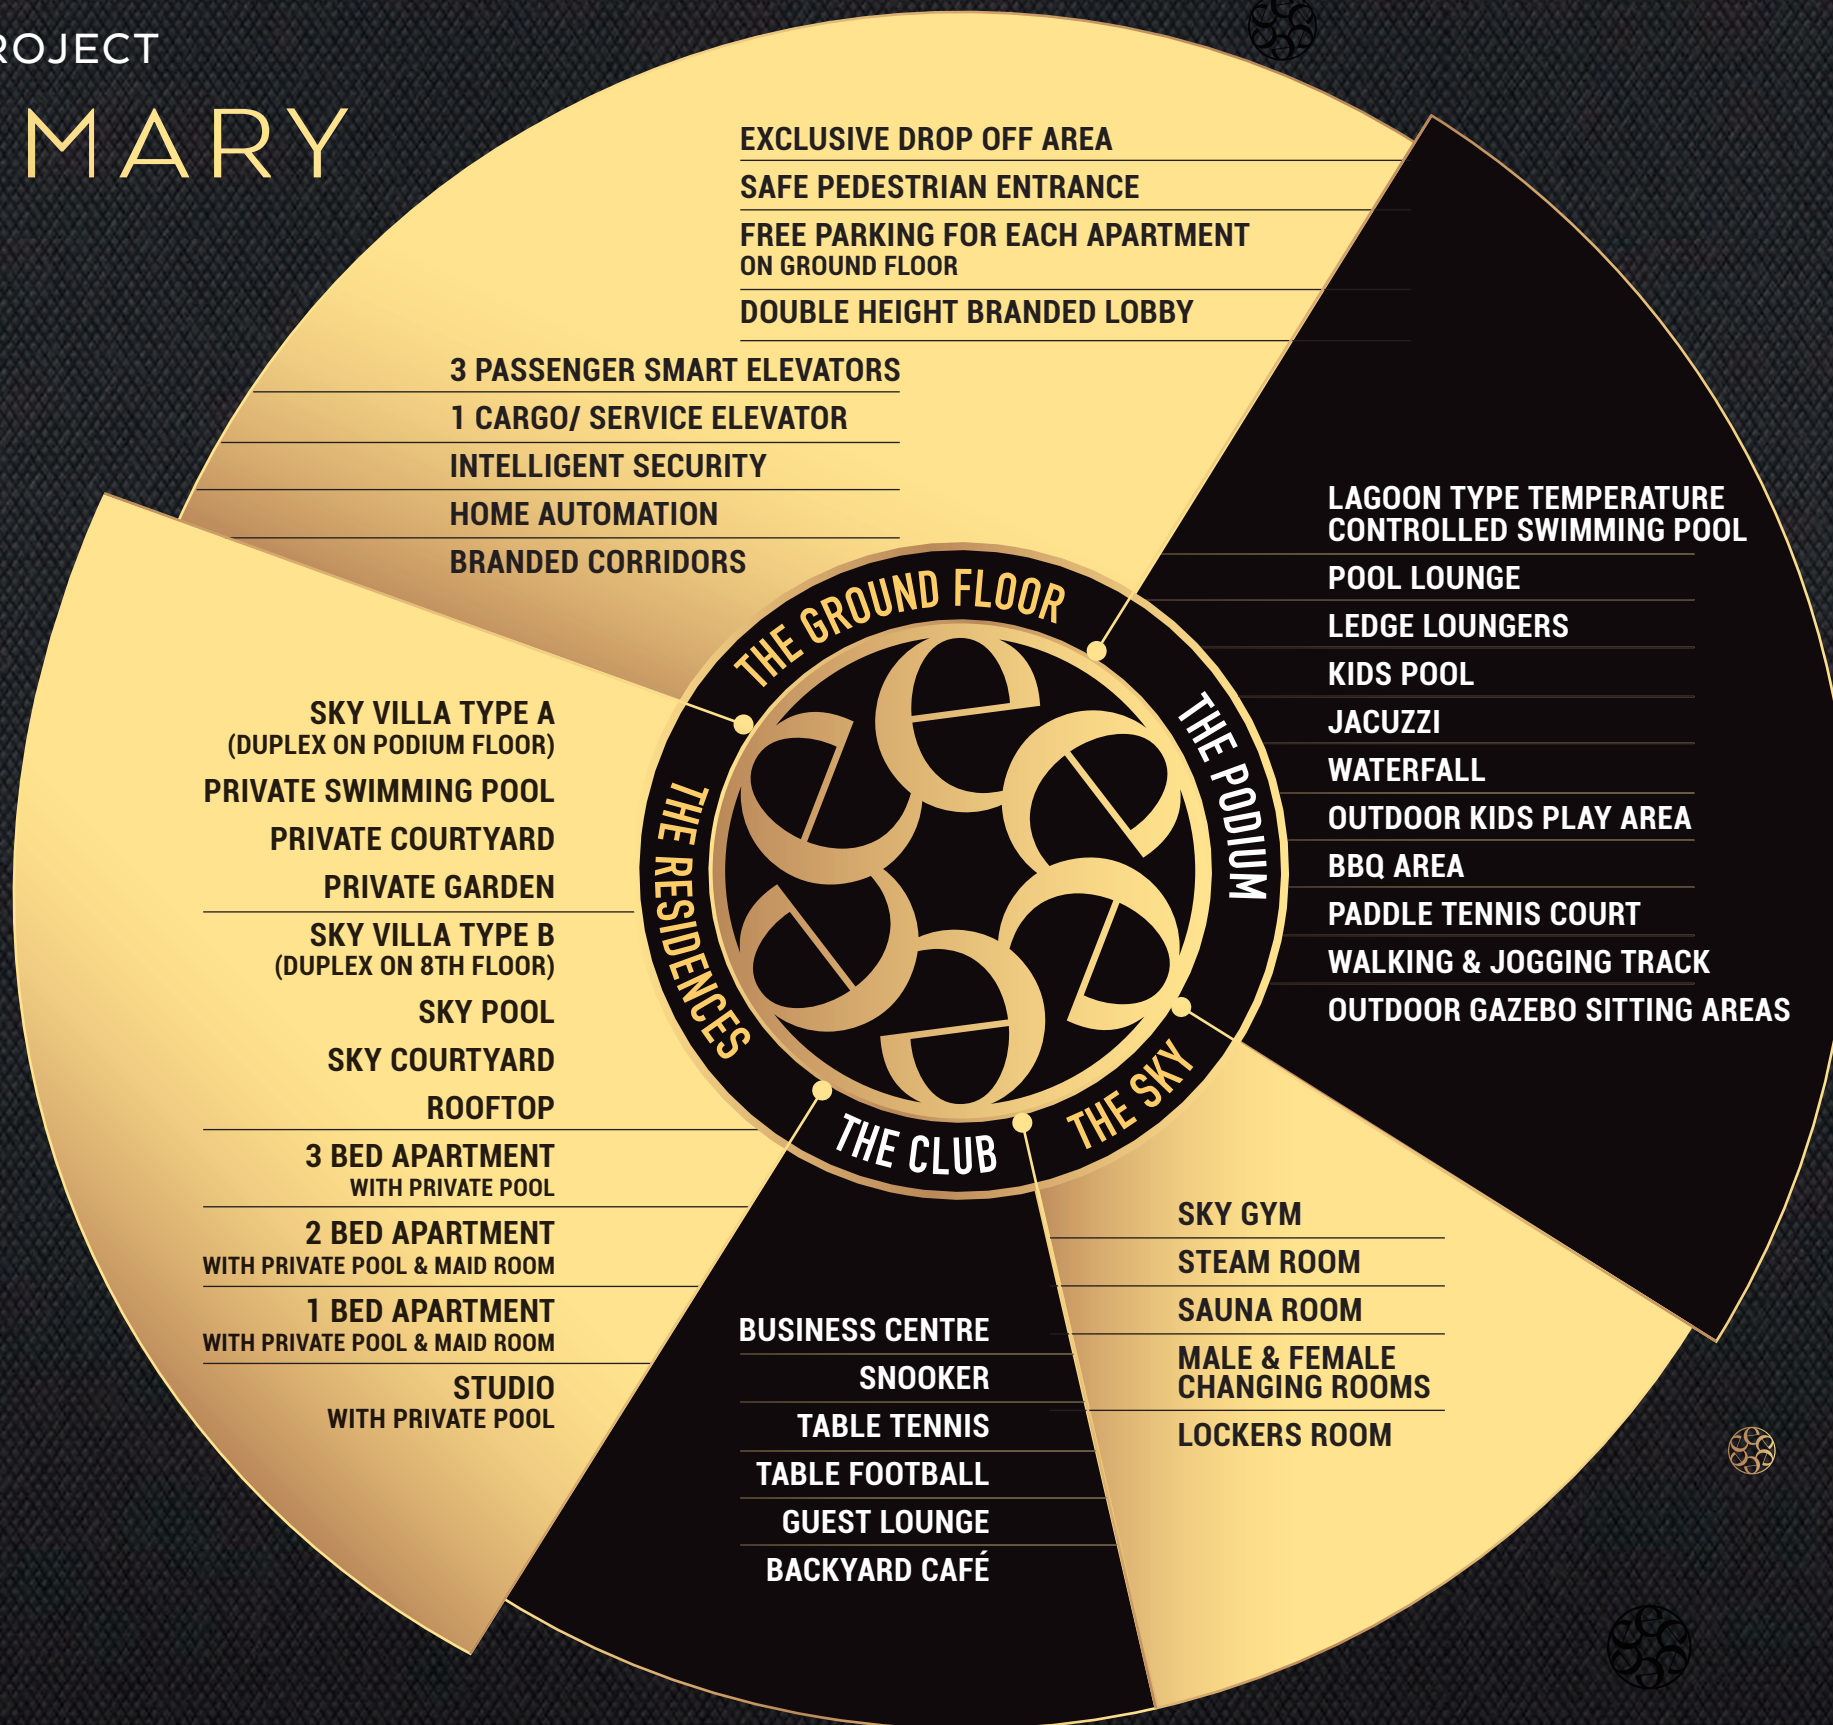 ROJECT
MARY
EXCLUSIVE DROP OFF AREA
SAFE PEDESTRIAN ENTRANCE
FREE PARKING FOR EACH APARTMENT
ON GROUND FLOOR
DOUBLE HEIGHT BRANDED LOBBY
3 PASSENGER SMART ELEVATORS
1 CARGO/ SERVICE ELEVATOR
INTELLIGENT SECURITY
HOME AUTOMATION
BRANDED CORRIDORS
THE GROUND FLOOR
THE PODIUM
LAGOON TYPE TEMPERATURE
CONTROLLED SWIMMING POOL
POOL LOUNGE
LEDGE LOUNGERS
KIDS POOL
JACUZZI
WATERFALL
OUTDOOR KIDS PLAY AREA
BBQ AREA
PADDLE TENNIS COURT
WALKING & JOGGING TRACK
OUTDOOR GAZEBO SITTING AREAS
THE SKY
SKY GYM
STEAM ROOM
SAUNA ROOM
MALE & FEMALE
CHANGING ROOMS
LOCKERS ROOM
THE CLUB
BUSINESS CENTRE
SNOOKER
TABLE TENNIS
TABLE FOOTBALL
GUEST LOUNGE
BACKYARD CAFÉ
THE RESIDENCES
SKY VILLA TYPE A
(DUPLEX ON PODIUM FLOOR)
PRIVATE SWIMMING POOL
PRIVATE COURTYARD
PRIVATE GARDEN
SKY VILLA TYPE B
(DUPLEX ON 8TH FLOOR)
SKY POOL
SKY COURTYARD
ROOFTOP
3 BED APARTMENT
WITH PRIVATE POOL
2 BED APARTMENT
WITH PRIVATE POOL & MAID ROOM
1 BED APARTMENT
WITH PRIVATE POOL & MAID ROOM
STUDIO
WITH PRIVATE POOL